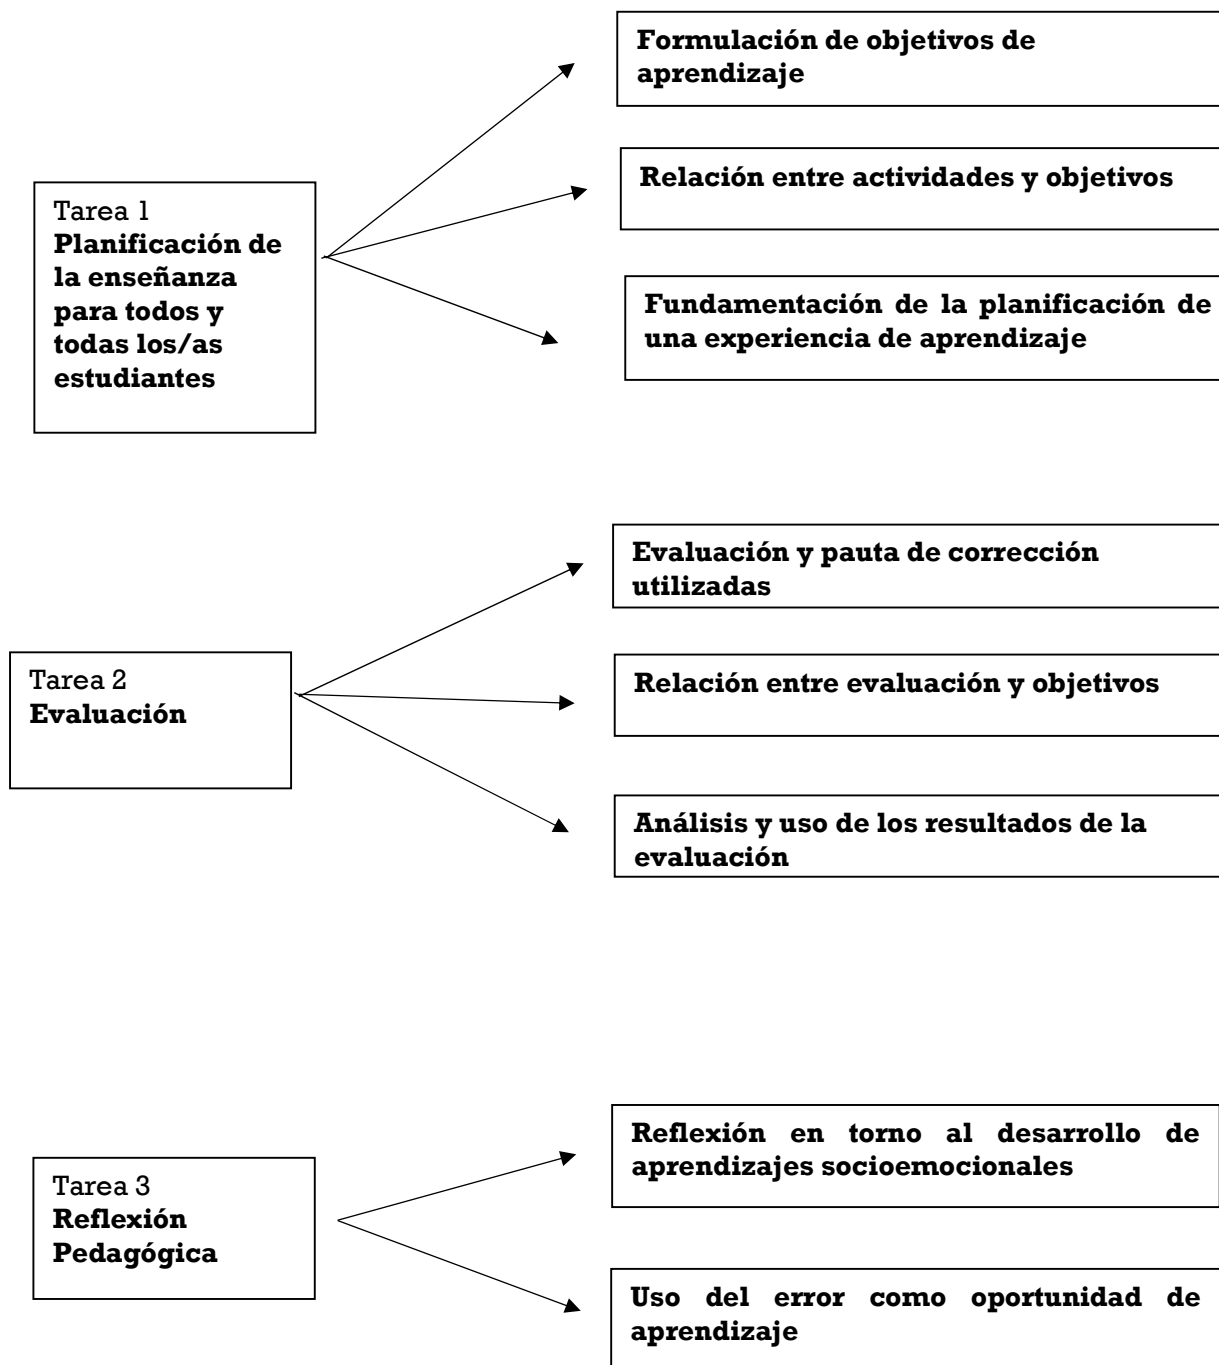 Formulación de objetivos de
aprendizaje
Relación entre actividades y objetivos
Tarea 1
Planificación de
la enseñanza
para todos y
todas los/as
estudiantes
Fundamentación de la planificación de
una experiencia de aprendizaje
Evaluación y pauta de corrección
utilizadas
Tarea 2
Evaluación
Relación entre evaluación y objetivos
Análisis y uso de los resultados de la
evaluación
Reflexión en torno al desarrollo de
aprendizajes socioemocionales
Tarea 3
Reflexión
Pedagógica
Uso del error como oportunidad de
aprendizaje